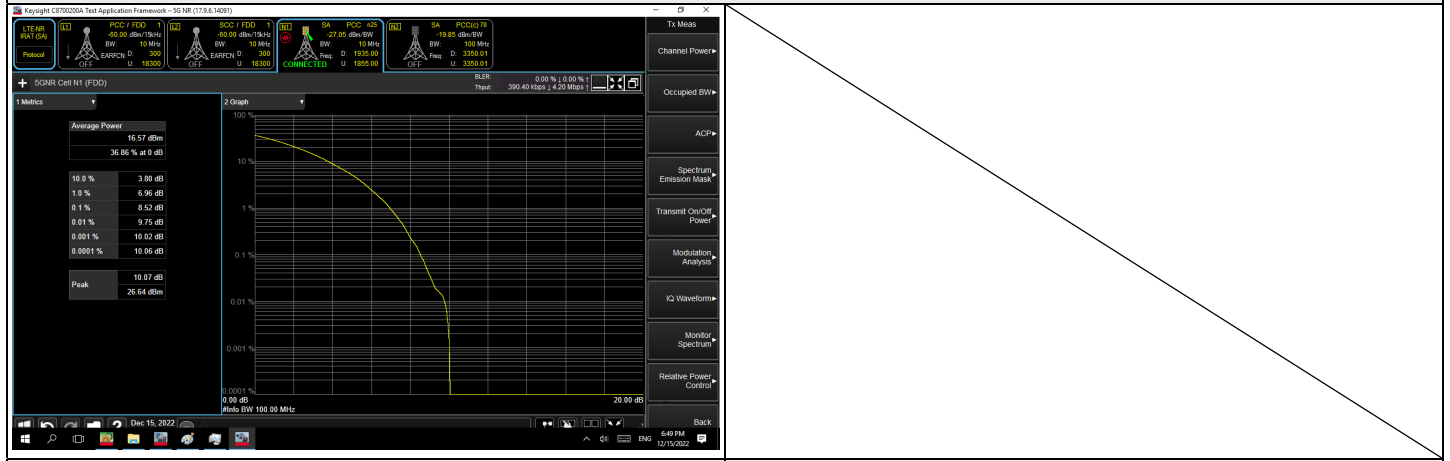 Keysight C8700200A Test Application Framework – 5G NR (17.9.6.14091)
LTE-NR IRAT (SA)
Protocol
L1 PCC / FDD 1
-60.00 dBm/15kHz
BW: 10 MHz
EARFCN: D: 300
OFF U: 18300
L2 SCC / FDD 1
-60.00 dBm/15kHz
BW: 10 MHz
EARFCN: D: 300
OFF U: 18300
N1 SA PCC n25
-27.05 dBm/BW
BW: 10 MHz
Freq: D: 1935.00
CONNECTED U: 1855.00
N2 SA PCC(c) 78
-19.85 dBm/BW
BW: 100 MHz
Freq: D: 3350.01
OFF U: 3350.01
+ 5GNR Cell N1 (FDD)
BLER: 0.00 % ↓ 0.00 % ↑
Thput: 390.40 kbps ↓ 4.20 Mbps ↑
1 Metrics
Average Power
16.57 dBm
36.86 % at 0 dB
10.0 % 3.80 dB
1.0 % 6.96 dB
0.1 % 8.52 dB
0.01 % 9.75 dB
0.001 % 10.02 dB
0.0001 % 10.06 dB
Peak 10.07 dB
26.64 dBm
2 Graph
100 %
10 %
1 %
0.1 %
0.01 %
0.001 %
0.0001 %
0.00 dB 20.00 dB
#Info BW 100.00 MHz
Tx Meas
Channel Power
Occupied BW
ACP
Spectrum Emission Mask
Transmit On/Off Power
Modulation Analysis
IQ Waveform
Monitor Spectrum
Relative Power Control
Back
? Dec 15, 2022
ENG
6:49 PM
12/15/2022